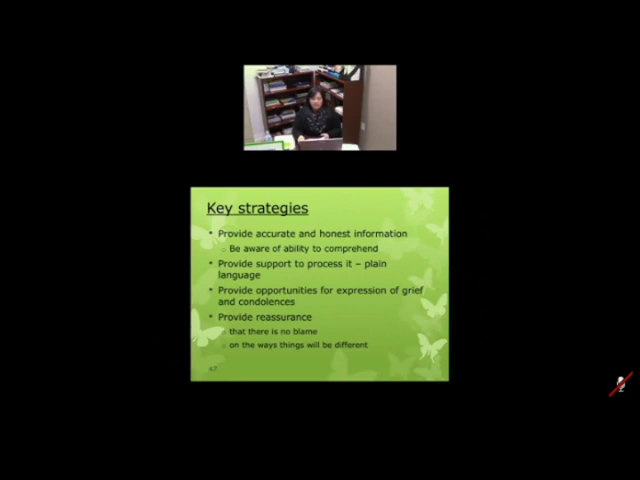 Key strategies
• Provide accurate and honest information
○ Be aware of ability to comprehend
• Provide support to process it – plain
language
• Provide opportunities for expression of grief
and condolences
• Provide reassurance
○ that there is no blame
○ on the ways things will be different
47